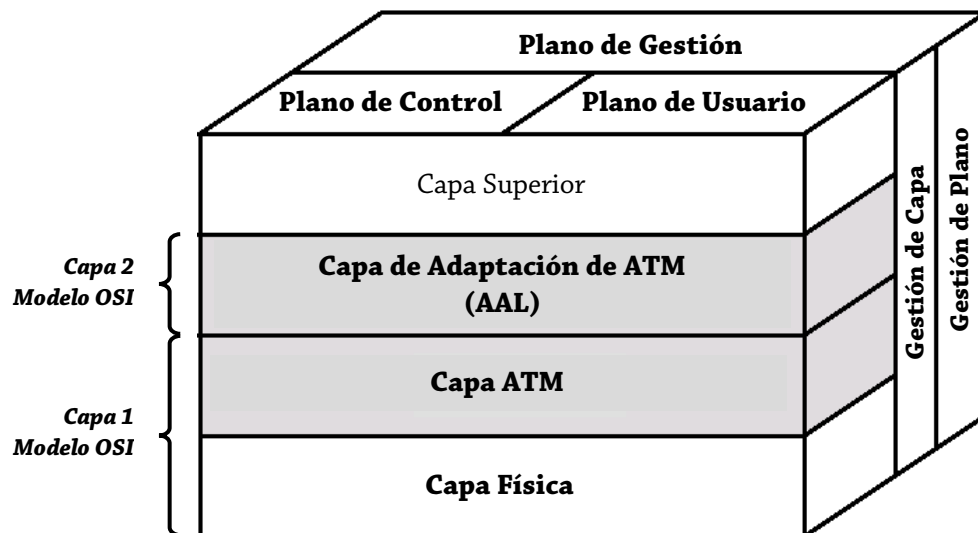 Plano de Gestión
Plano de Control
Plano de Usuario
Capa Superior
Capa 2
Modelo OSI
Capa de Adaptación de ATM
(AAL)
Capa ATM
Capa 1
Modelo OSI
Capa Física
Gestión de Capa
Gestión de Plano